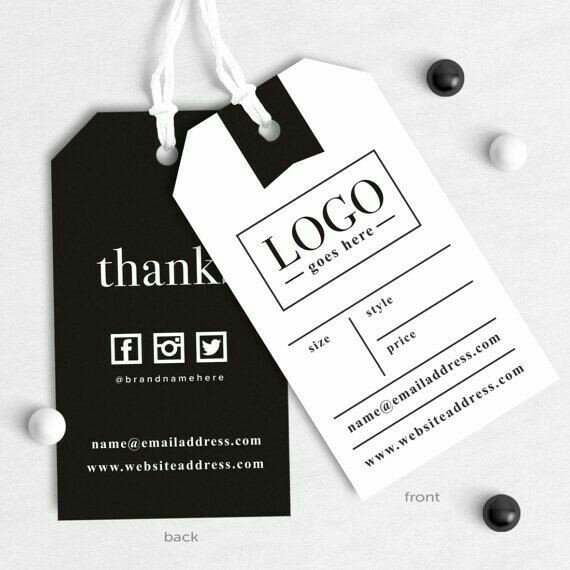 thanks
@brandnamehere
name@emailaddress.com
www.websiteaddress.com
back
LOGO
goes here
size
style
price
name@emailaddress.com
www.websiteaddress.com
front